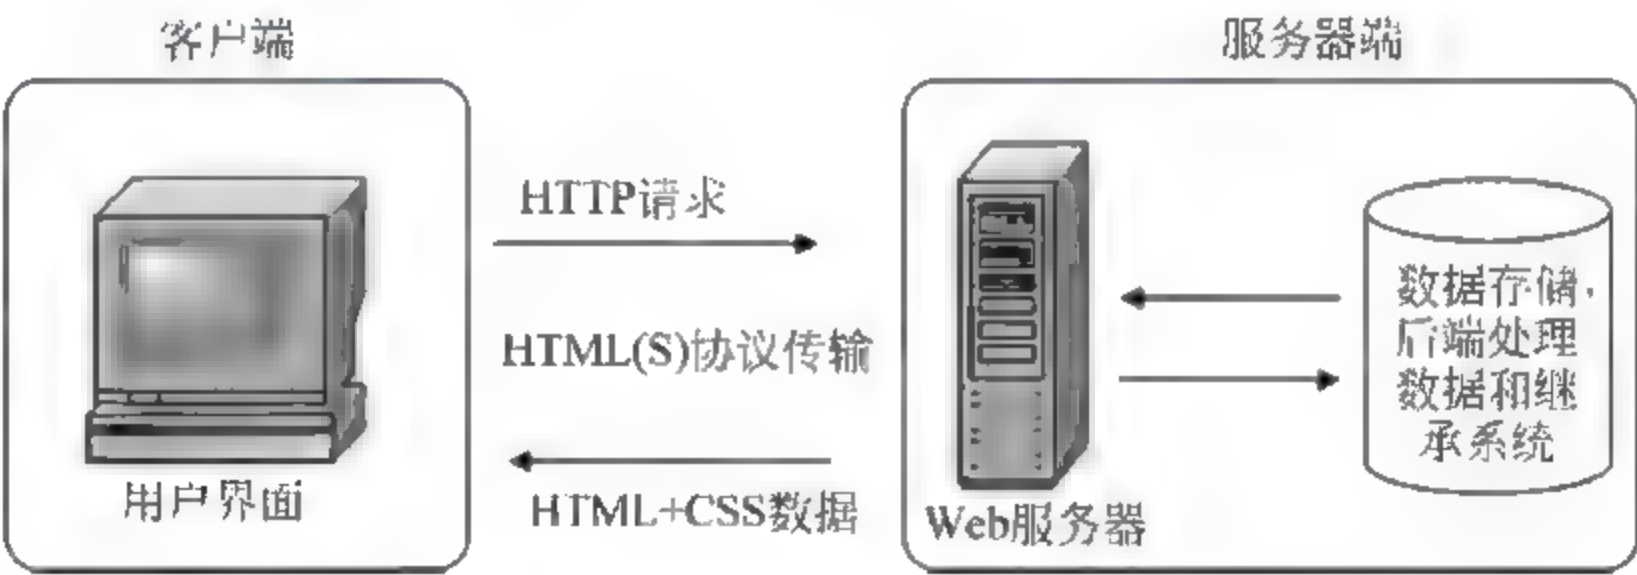 客户端
服务器端
HTTP请求
HTML(S)协议传输
HTML+CSS数据
用户界面
Web服务器
数据存储，
后端处理
数据和继
承系统